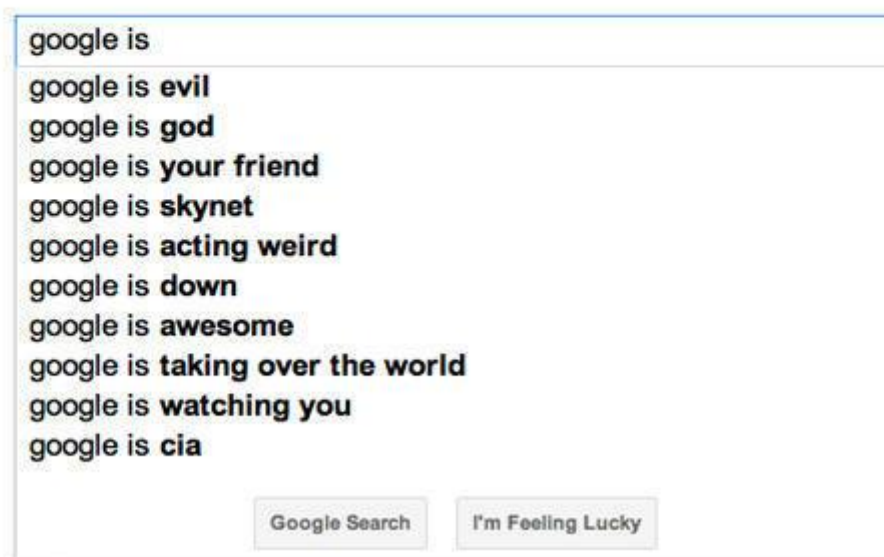 google is
google is evil
google is god
google is your friend
google is skynet
google is acting weird
google is down
google is awesome
google is taking over the world
google is watching you
google is cia
Google Search I'm Feeling Lucky